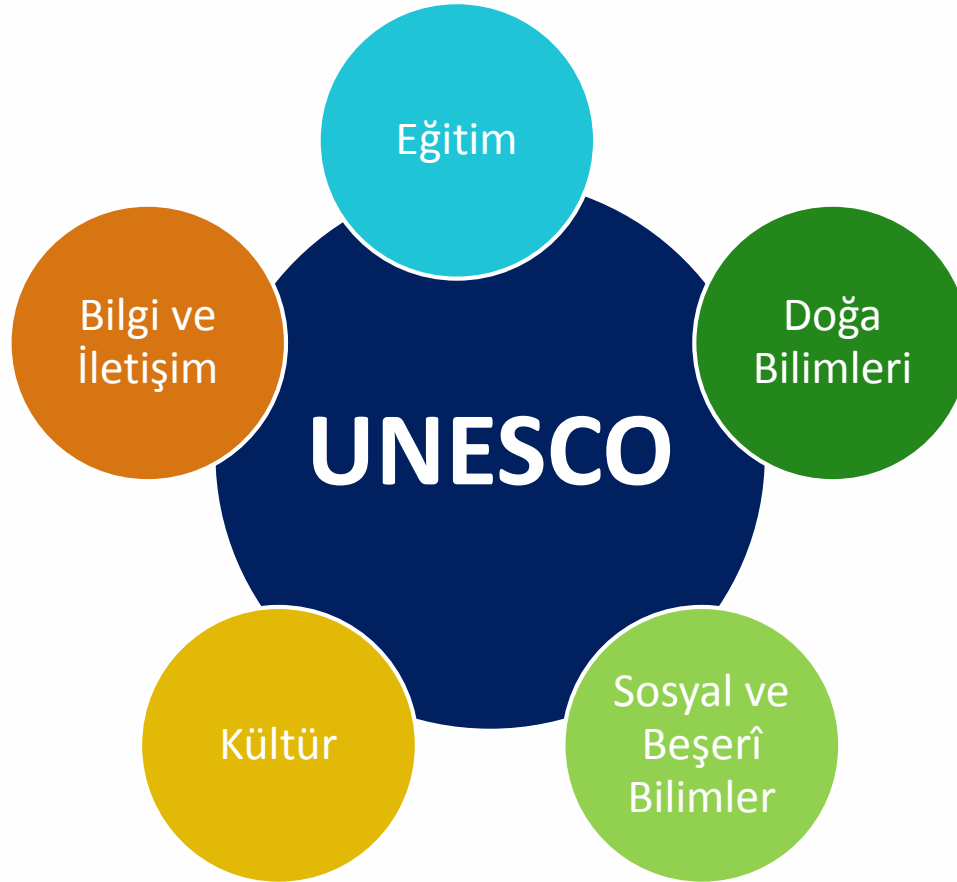 Eğitim
Bilgi ve
İletişim
Doğa
Bilimleri
UNESCO
Kültür
Sosyal ve
Beşerî
Bilimler